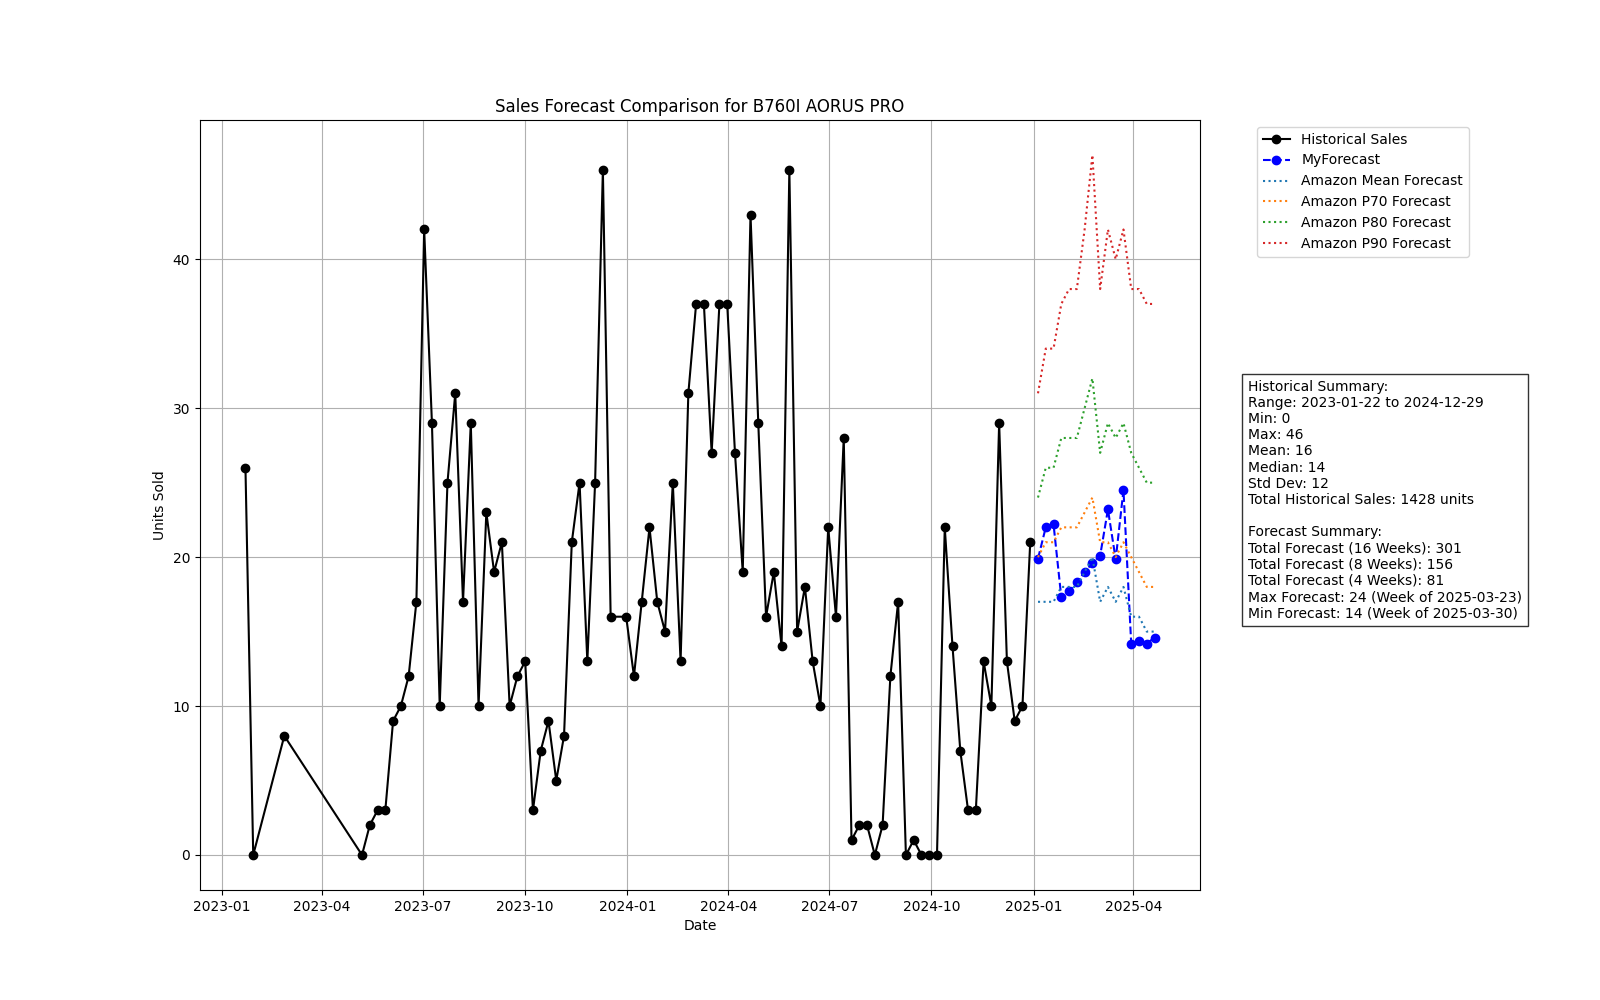 Sales Forecast Comparison for B760I AORUS PRO
Historical Sales
MyForecast
Amazon Mean Forecast
Amazon P70 Forecast
Amazon P80 Forecast
Amazon P90 Forecast
Units Sold
40
30
20
10
0
2023-01
2023-04
2023-07
2023-10
2024-01
2024-04
2024-07
2024-10
2025-01
2025-04
Date
Historical Summary:
Range: 2023-01-22 to 2024-12-29
Min: 0
Max: 46
Mean: 16
Median: 14
Std Dev: 12
Total Historical Sales: 1428 units
Forecast Summary:
Total Forecast (16 Weeks): 301
Total Forecast (8 Weeks): 156
Total Forecast (4 Weeks): 81
Max Forecast: 24 (Week of 2025-03-23)
Min Forecast: 14 (Week of 2025-03-30)